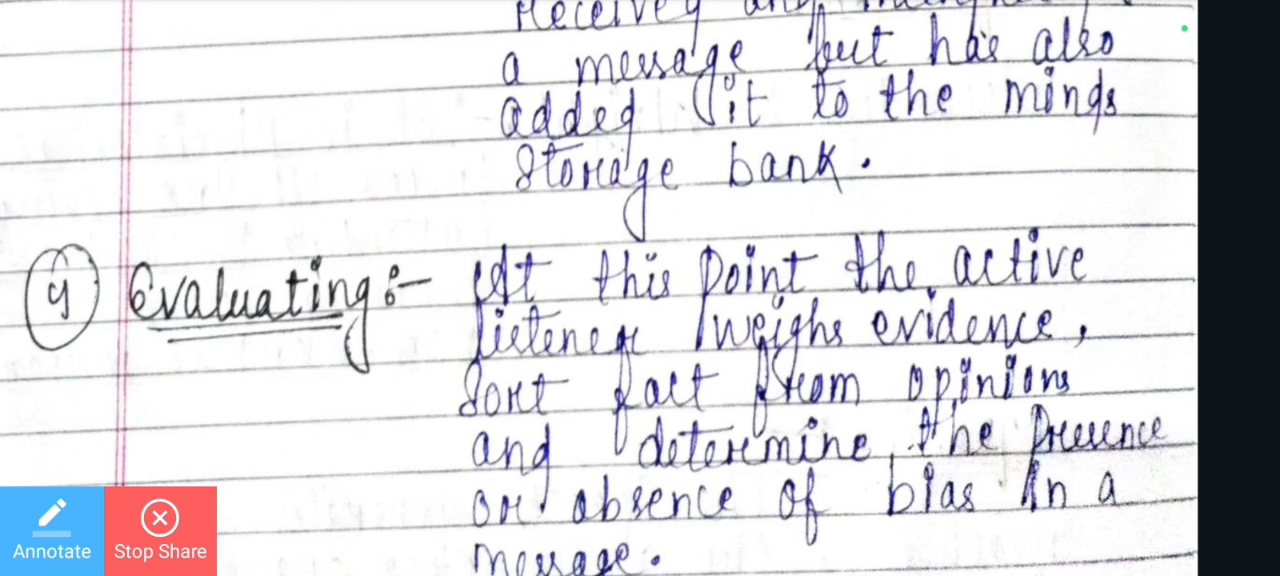 a message but has also
added it to the minds
storage bank.
④ Evaluating :- At this point the active
listener weighs evidence,
sort fact from opinions
and determine the presence
or absence of bias in a
message.
Annotate
Stop Share